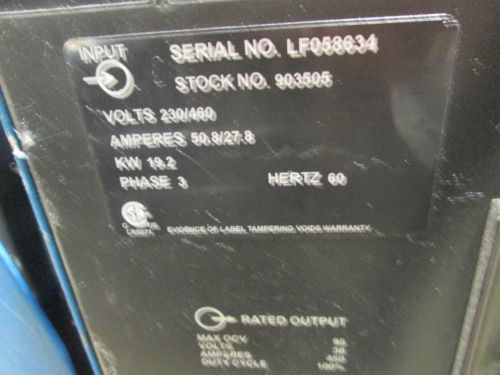 INPUT
SERIAL NO. LF058634
STOCK NO. 903505
VOLTS 230/460
AMPERES 50.8/27.8
KW 19.2
PHASE 3 HERTZ 60
EVIDENCE OF LABEL TAMPERING VOIDS WARRANTY
RATED OUTPUT
MAX OCV 95
VOLTS 38
AMPERES 450
DUTY CYCLE 100%